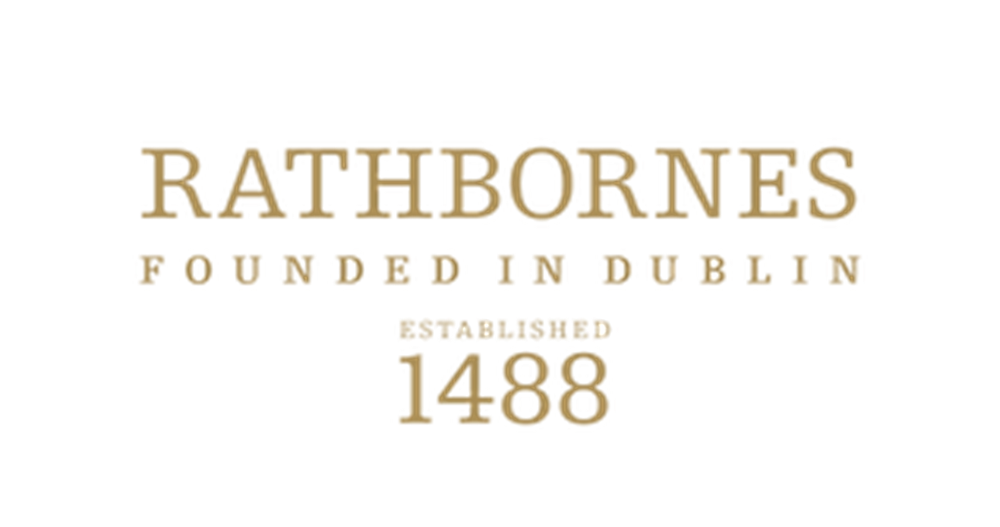 RATHBORNES
FOUNDED IN DUBLIN
ESTABLISHED
1488